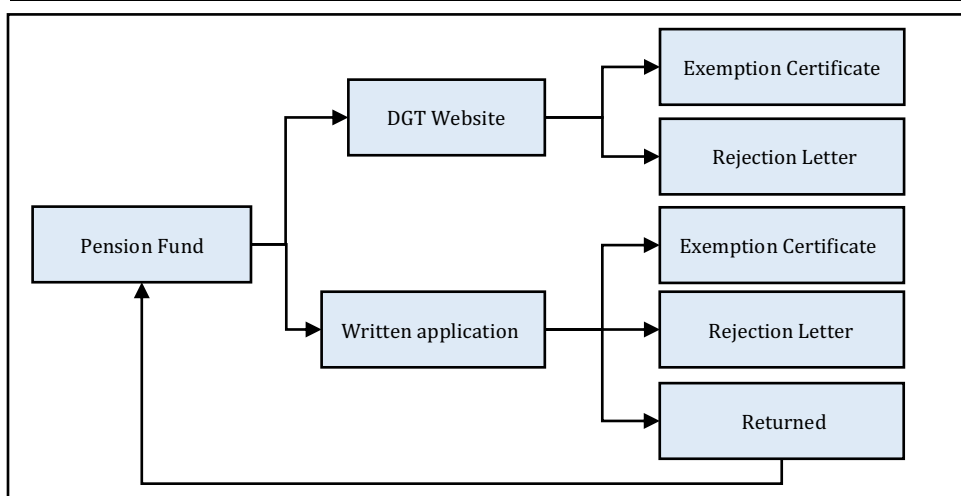 Exemption Certificate
DGT Website
Rejection Letter
Pension Fund
Exemption Certificate
Written application
Rejection Letter
Returned